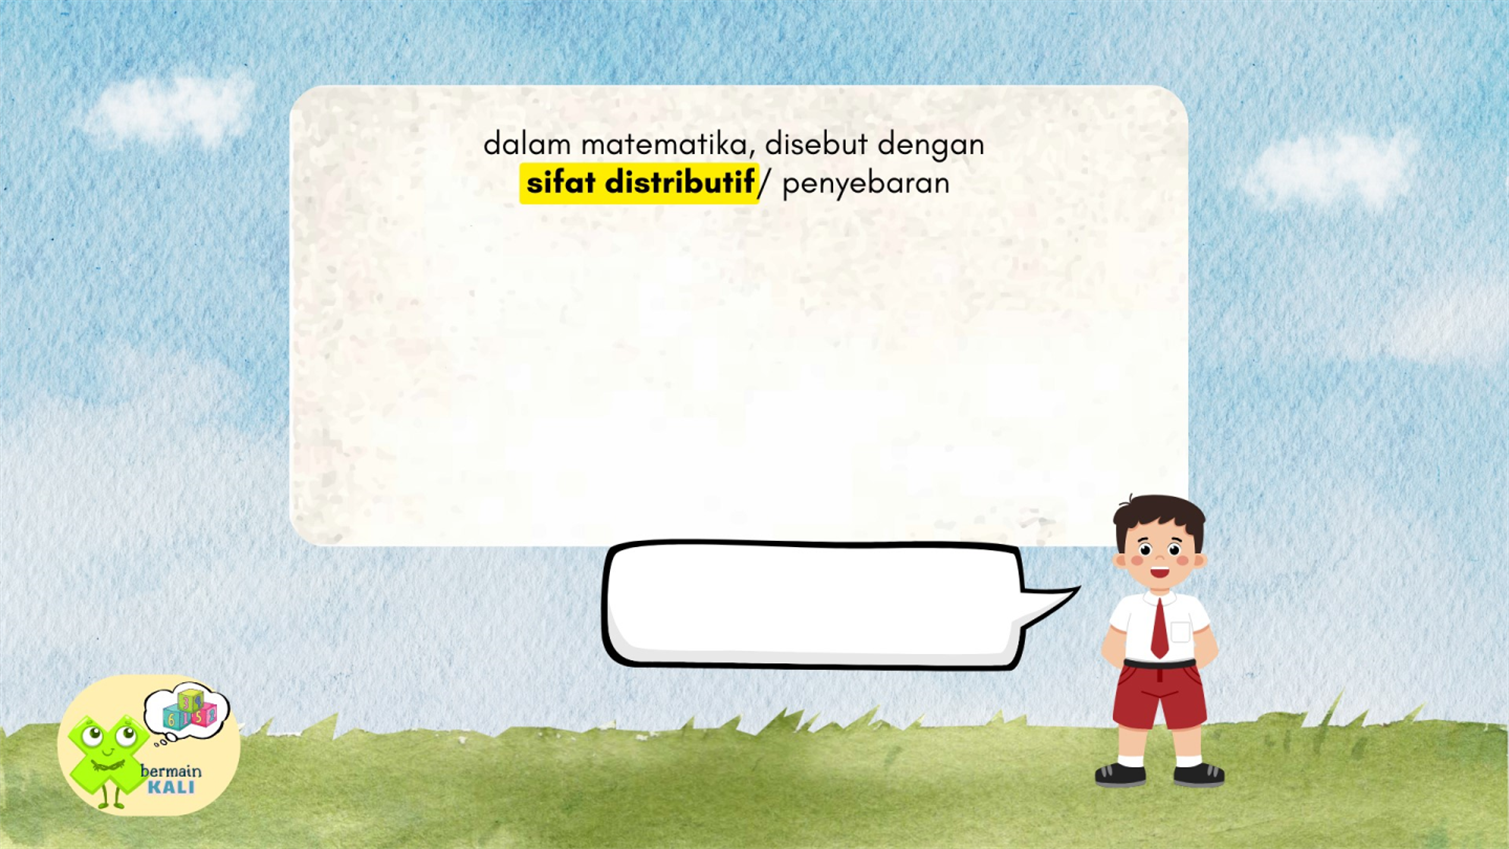 dalam matematika, disebut dengan
sifat distributif/ penyebaran
bermain
KALI